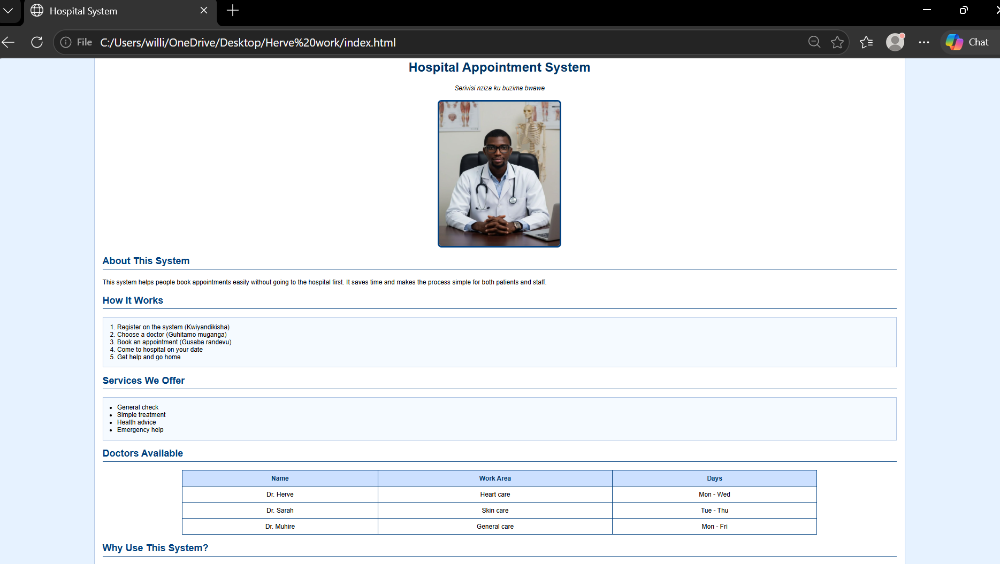 Hospital System
File C:/Users/willi/OneDrive/Desktop/Herve%20work/index.html
Chat
Hospital Appointment System
Serivisi nziza ku buzima bwawe
About This System
This system helps people book appointments easily without going to the hospital first. It saves time and makes the process simple for both patients and staff.
How It Works
1. Register on the system (Kwiyandikisha)
2. Choose a doctor (Guhitamo muganga)
3. Book an appointment (Gusaba randevu)
4. Come to hospital on your date
5. Get help and go home
Services We Offer
• General check
• Simple treatment
• Health advice
• Emergency help
Doctors Available
Name Work Area Days
Dr. Herve Heart care Mon - Wed
Dr. Sarah Skin care Tue - Thu
Dr. Muhire General care Mon - Fri
Why Use This System?